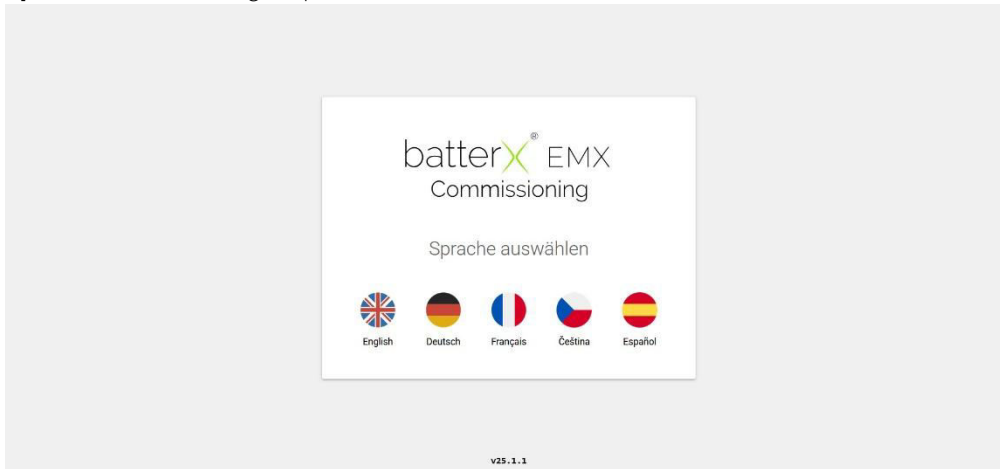 batterX® EMX
Commissioning
Sprache auswählen
English Deutsch Français Čeština Español
v25.1.1